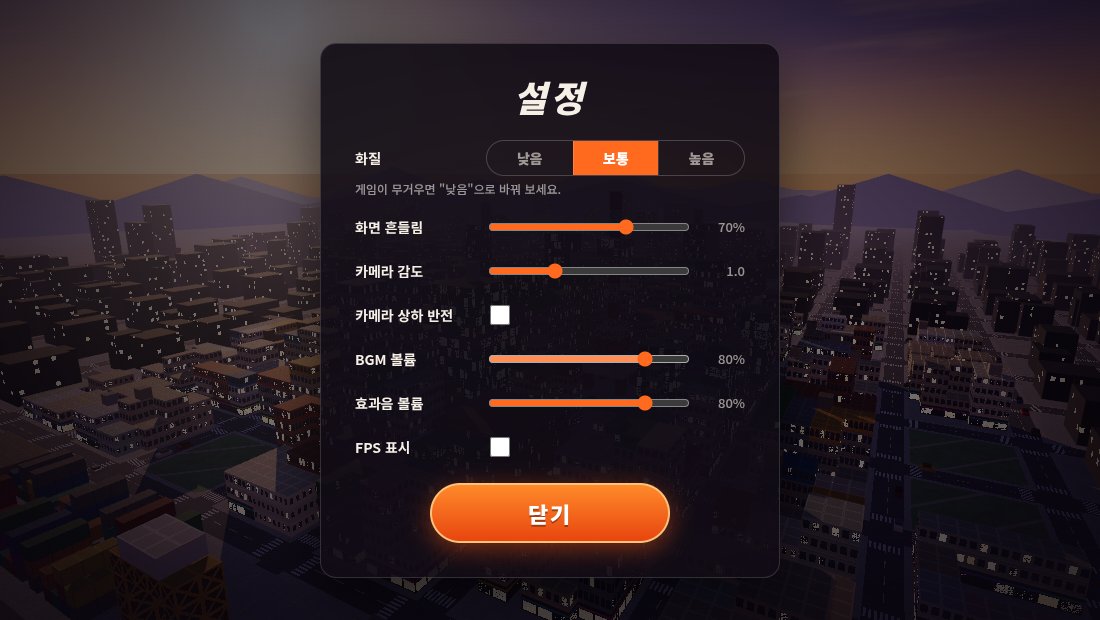 설정
화질 낮음 보통 높음
게임이 무거우면 "낮음"으로 바꿔 보세요.
화면 흔들림 70%
카메라 감도 1.0
카메라 상하 반전
BGM 볼륨 80%
효과음 볼륨 80%
FPS 표시
닫기